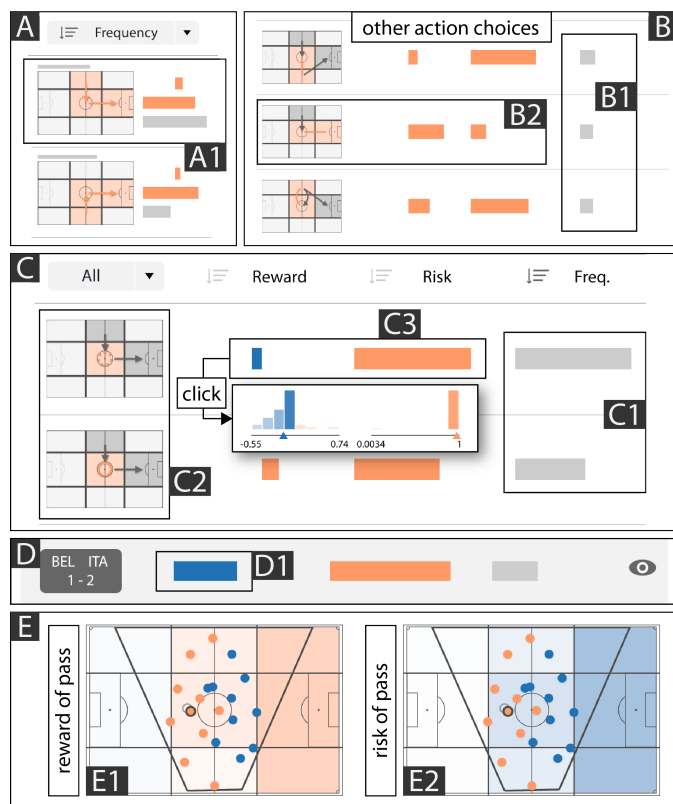 A
Frequency
A1
other action choices
B
B1
B2
C
All
Reward
Risk
Freq.
C3
click
-0.55
0.74
0.0034
1
C1
C2
D
BEL ITA
1 - 2
D1
E
reward of pass
E1
risk of pass
E2